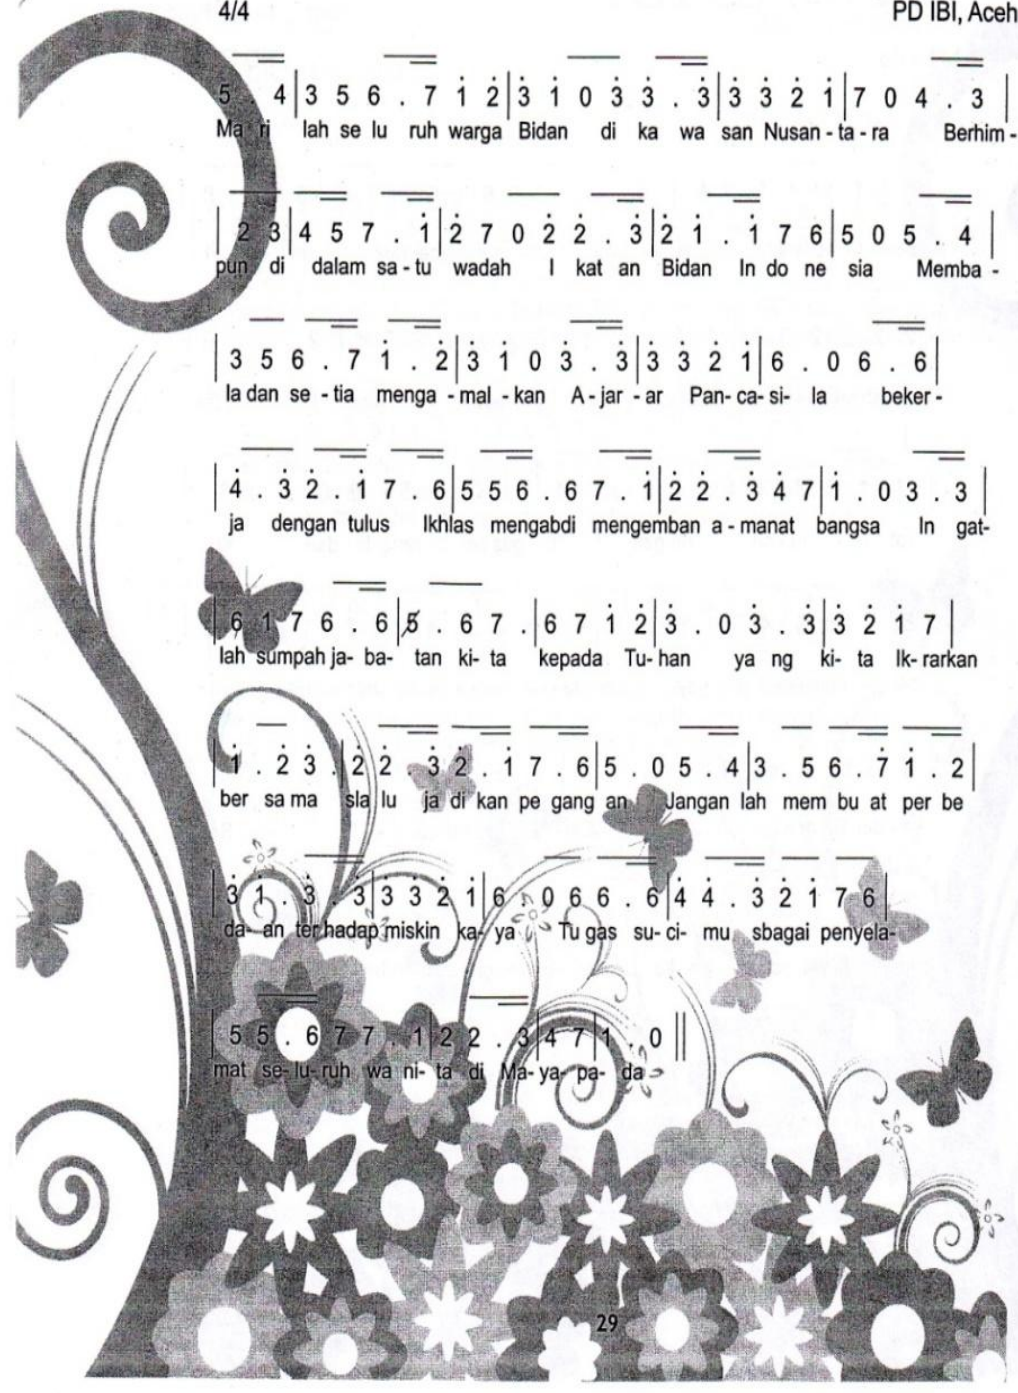 4/4 PD IBI, Aceh
5 . 4 | 3 5 6 . 7 1̇ 2̇ | 3̇ 1̇ 0 3̇ 3̇ . 3̇ | 3̇ 3̇ 2̇ 1̇ | 7 0 4 . 3 |
Ma ri lah se lu ruh warga Bidan di ka wa san Nusan - ta - ra Berhim -
| 2 3 | 4 5 7 . 1̇ | 2̇ 7 0 2̇ 2̇ . 3̇ | 2̇ 1̇ . 1̇ 7 6 | 5 0 5 . 4 |
pun di dalam sa - tu wadah I kat an Bidan In do ne sia Memba -
| 3 5 6 . 7 1̇ . 2̇ | 3̇ 1̇ 0 3̇ . 3̇ | 3̇ 3̇ 2̇ 1̇ | 6 . 0 6 . 6 |
la dan se - tia menga - mal - kan A - jar - ar Pan- ca- si- la beker -
| 4̇ . 3̇ 2̇ . 1̇ 7 . 6 | 5 5 6 . 6 7 . 1̇ | 2̇ 2̇ . 3̇ 4̇ 7 | 1̇ . 0 3 . 3 |
ja dengan tulus Ikhlas mengabdi mengemban a - manat bangsa In gat-
| 6 1 7 6 . 6 | 5 . 6 7 . | 6 7 1̇ 2̇ | 3̇ . 0 3̇ . 3̇ | 3̇ 2̇ 1̇ 7 |
lah sumpah ja- ba- tan ki- ta kepada Tu- han ya ng ki- ta Ik- rarkan
| 1̇ . 2̇ 3̇ . | 2̇ 2̇ . 3̇ 2̇ . 1̇ 7 . 6 | 5 . 0 5 . 4 | 3 . 5 6 . 7̇ 1̇ . 2̇ |
ber sa ma sla lu ja di kan pe gang an Jangan lah mem bu at per be
| 3̇ 1̇ . 3̇ . 3̇ | 3̇ 3̇ 2̇ 1̇ | 6 . 0 6 6 . 6 | 4̇ 4̇ . 3̇ 2̇ 1̇ 7 6 |
da- an ter hadap miskin ka- ya Tu gas su- ci- mu sbagai penyela-
| 5 5 . 6 7 7 . 1 | 2 2 . 3 | 4 7 | 1 . 0 ||
mat se- lu- ruh wa ni- ta di Ma- ya- pa- da
29